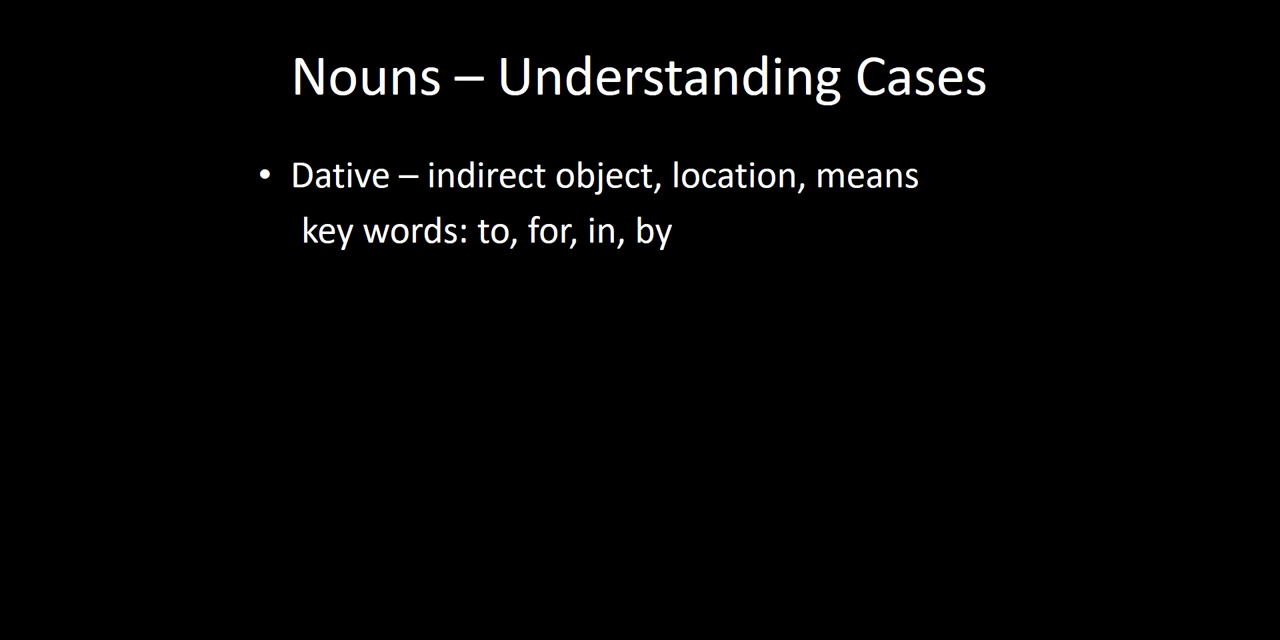 Nouns – Understanding Cases
• Dative – indirect object, location, means
key words: to, for, in, by